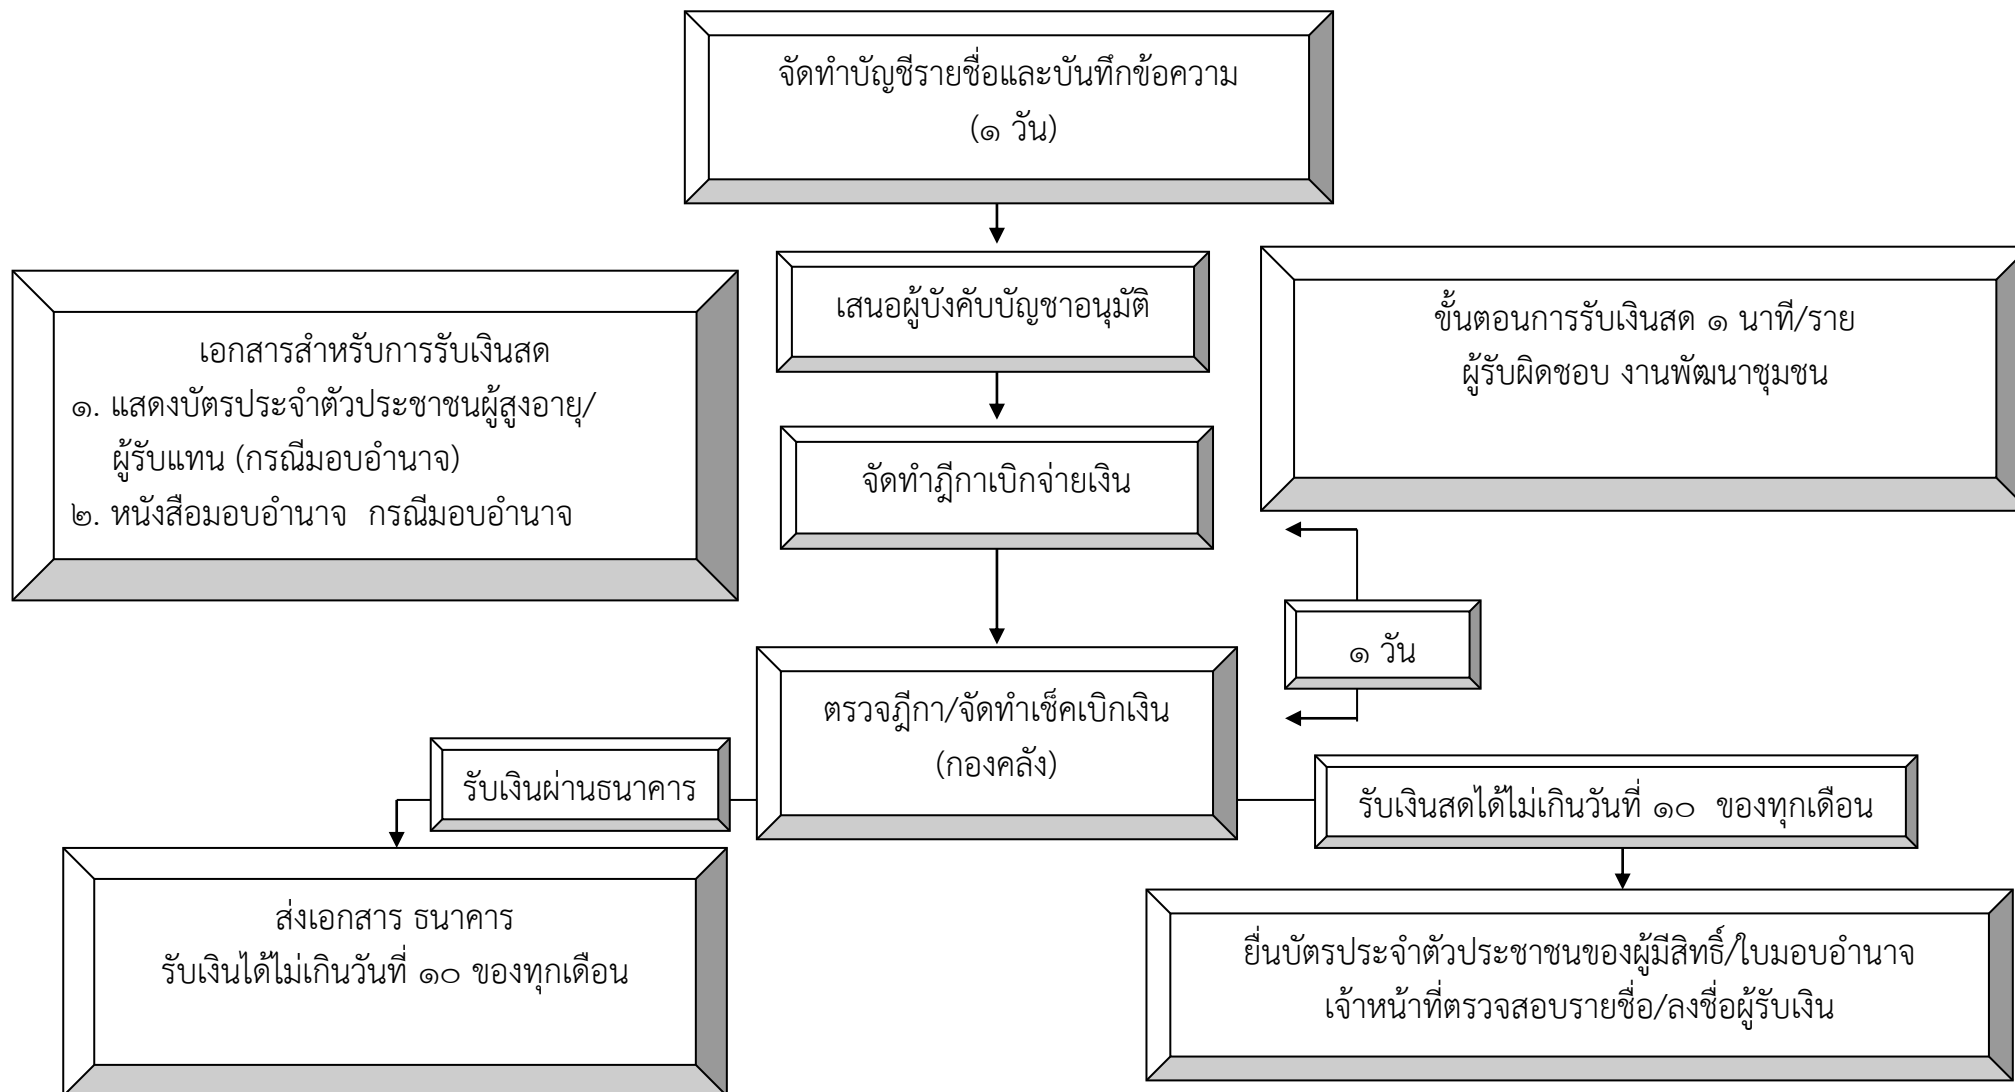 จัดทำบัญชีรายชื่อและบันทึกข้อความ
(๑ วัน)
เสนอผู้บังคับบัญชาอนุมัติ
เอกสารสำหรับการรับเงินสด
๑. แสดงบัตรประจำตัวประชาชนผู้สูงอายุ/
ผู้รับแทน (กรณีมอบอำนาจ)
๒. หนังสือมอบอำนาจ  กรณีมอบอำนาจ
ขั้นตอนการรับเงินสด ๑ นาที/ราย
ผู้รับผิดชอบ งานพัฒนาชุมชน
จัดทำฎีกาเบิกจ่ายเงิน
๑ วัน
ตรวจฎีกา/จัดทำเช็คเบิกเงิน
(กองคลัง)
รับเงินผ่านธนาคาร
รับเงินสดได้ไม่เกินวันที่ ๑๐  ของทุกเดือน
ส่งเอกสาร ธนาคาร
รับเงินได้ไม่เกินวันที่ ๑๐ ของทุกเดือน
ยื่นบัตรประจำตัวประชาชนของผู้มีสิทธิ์/ใบมอบอำนาจ
เจ้าหน้าที่ตรวจสอบรายชื่อ/ลงชื่อผู้รับเงิน